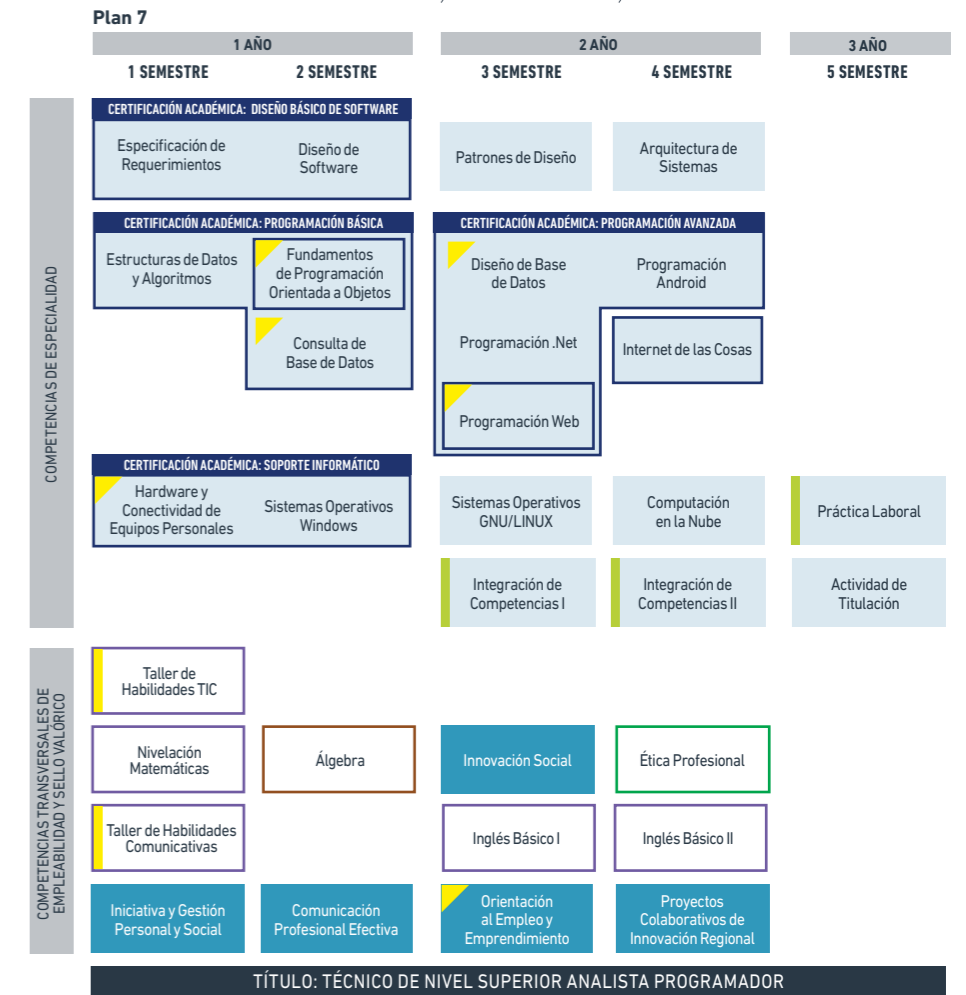 Plan 7
1 AÑO
2 AÑO
3 AÑO
1 SEMESTRE
2 SEMESTRE
3 SEMESTRE
4 SEMESTRE
5 SEMESTRE
COMPETENCIAS DE ESPECIALIDAD
CERTIFICACIÓN ACADÉMICA: DISEÑO BÁSICO DE SOFTWARE
Especificación de
Requerimientos
Diseño de
Software
Patrones de Diseño
Arquitectura de
Sistemas
CERTIFICACIÓN ACADÉMICA: PROGRAMACIÓN BÁSICA
CERTIFICACIÓN ACADÉMICA: PROGRAMACIÓN AVANZADA
Estructuras de Datos
y Algoritmos
Fundamentos
de Programación
Orientada a Objetos
Diseño de Base
de Datos
Programación
Android
Consulta de
Base de Datos
Programación .Net
Internet de las Cosas
Programación Web
CERTIFICACIÓN ACADÉMICA: SOPORTE INFORMÁTICO
Hardware y
Conectividad de
Equipos Personales
Sistemas Operativos
Windows
Sistemas Operativos
GNU/LINUX
Computación
en la Nube
Práctica Laboral
Integración de
Competencias I
Integración de
Competencias II
Actividad de
Titulación
COMPETENCIAS TRANSVERSALES DE
EMPLEABILIDAD Y SELLO VALÓRICO
Taller de
Habilidades TIC
Nivelación
Matemáticas
Álgebra
Innovación Social
Ética Profesional
Taller de Habilidades
Comunicativas
Inglés Básico I
Inglés Básico II
Iniciativa y Gestión
Personal y Social
Comunicación
Profesional Efectiva
Orientación
al Empleo y
Emprendimiento
Proyectos
Colaborativos de
Innovación Regional
TÍTULO: TÉCNICO DE NIVEL SUPERIOR ANALISTA PROGRAMADOR